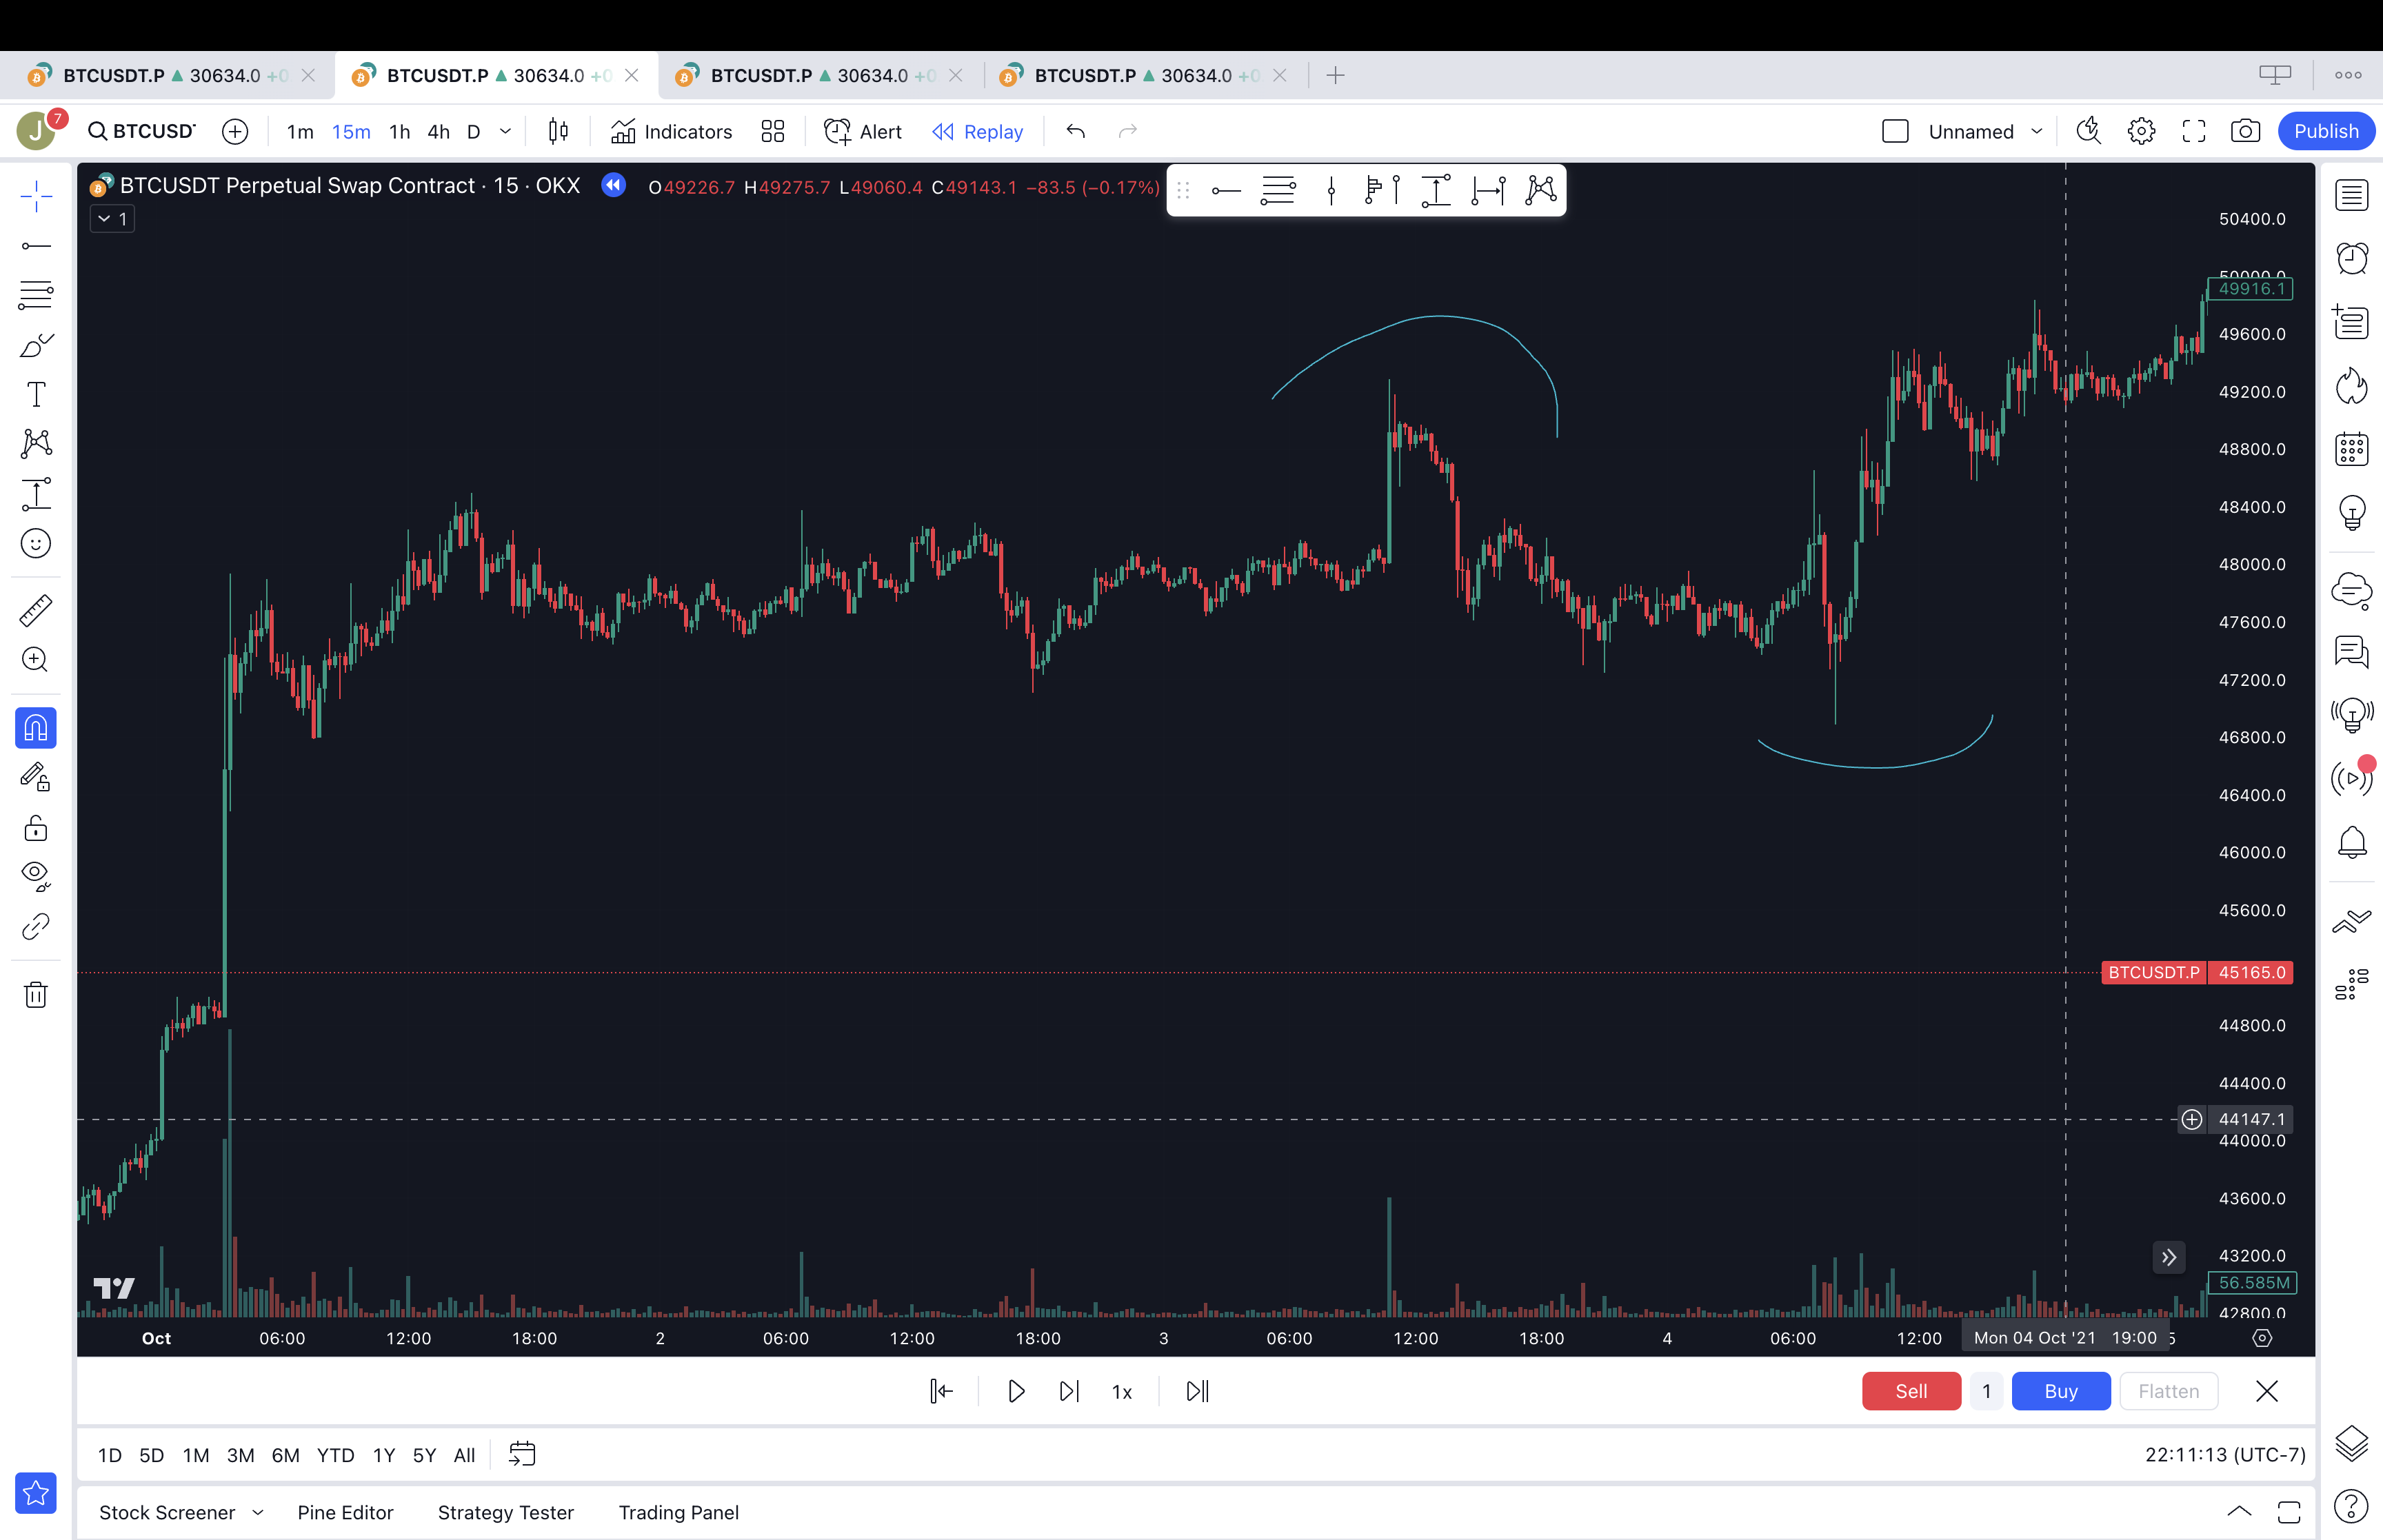 BTCUSDT.P 30634.0 +0 BTCUSDT.P 30634.0 +0 BTCUSDT.P 30634.0 +0 BTCUSDT.P 30634.0 +0
J 7 BTCUSD 1m 15m 1h 4h D Indicators Alert Replay Unnamed Publish
BTCUSDT Perpetual Swap Contract · 15 · OKX O49226.7 H49275.7 L49060.4 C49143.1 −83.5 (−0.17%)
1
50400.0
50000.0
49916.1
49600.0
49200.0
48800.0
48400.0
48000.0
47600.0
47200.0
46800.0
46400.0
46000.0
45600.0
BTCUSDT.P 45165.0
44800.0
44400.0
44147.1
44000.0
43600.0
43200.0
56.585M
42800.0
Oct 06:00 12:00 18:00 2 06:00 12:00 18:00 3 06:00 12:00 18:00 4 06:00 12:00 Mon 04 Oct '21 19:00 5
1x Sell 1 Buy Flatten
1D 5D 1M 3M 6M YTD 1Y 5Y All 22:11:13 (UTC-7)
Stock Screener Pine Editor Strategy Tester Trading Panel